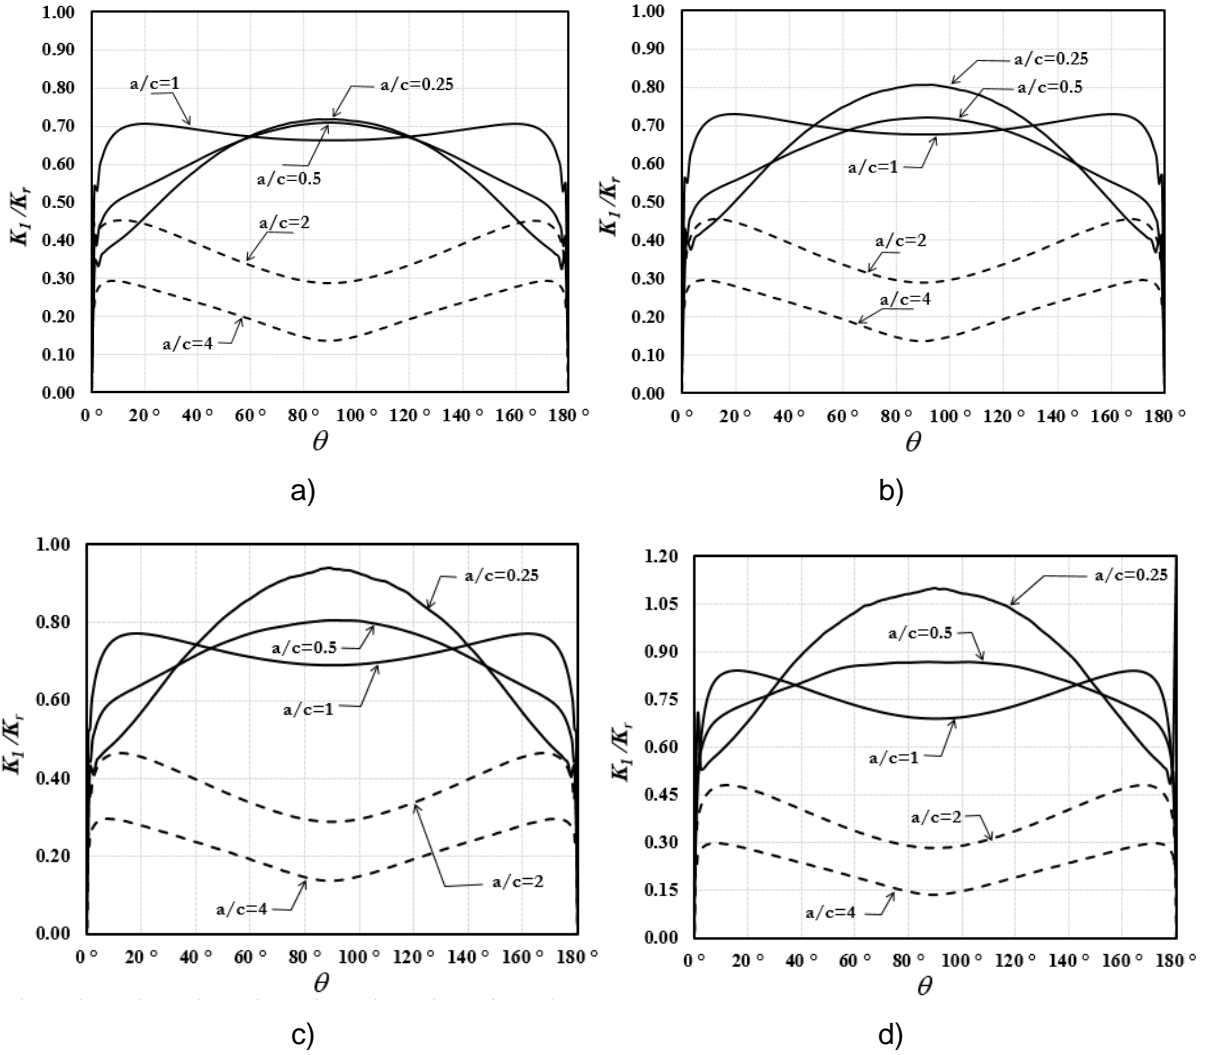 1.00
0.90
0.80
0.70
0.60
0.50
0.40
0.30
0.20
0.10
0.00
K1 /Kr
a/c=1
a/c=0.25
a/c=0.5
a/c=2
a/c=4
0 ° 20 ° 40 ° 60 ° 80 ° 100 ° 120 ° 140 ° 160 ° 180 °
θ
a)
1.00
0.90
0.80
0.70
0.60
0.50
0.40
0.30
0.20
0.10
0.00
K1 /Kr
a/c=0.25
a/c=0.5
a/c=1
a/c=2
a/c=4
0 ° 20 ° 40 ° 60 ° 80 ° 100 ° 120 ° 140 ° 160 ° 180 °
θ
b)
1.00
0.80
0.60
0.40
0.20
0.00
K1 /Kr
a/c=0.25
a/c=0.5
a/c=1
a/c=2
a/c=4
0 ° 20 ° 40 ° 60 ° 80 ° 100 ° 120 ° 140 ° 160 ° 180 °
θ
c)
1.20
1.05
0.90
0.75
0.60
0.45
0.30
0.15
0.00
K1 /Kr
a/c=0.25
a/c=0.5
a/c=1
a/c=2
a/c=4
0 ° 20 ° 40 ° 60 ° 80 ° 100 ° 120 ° 140 ° 160 ° 180 °
θ
d)